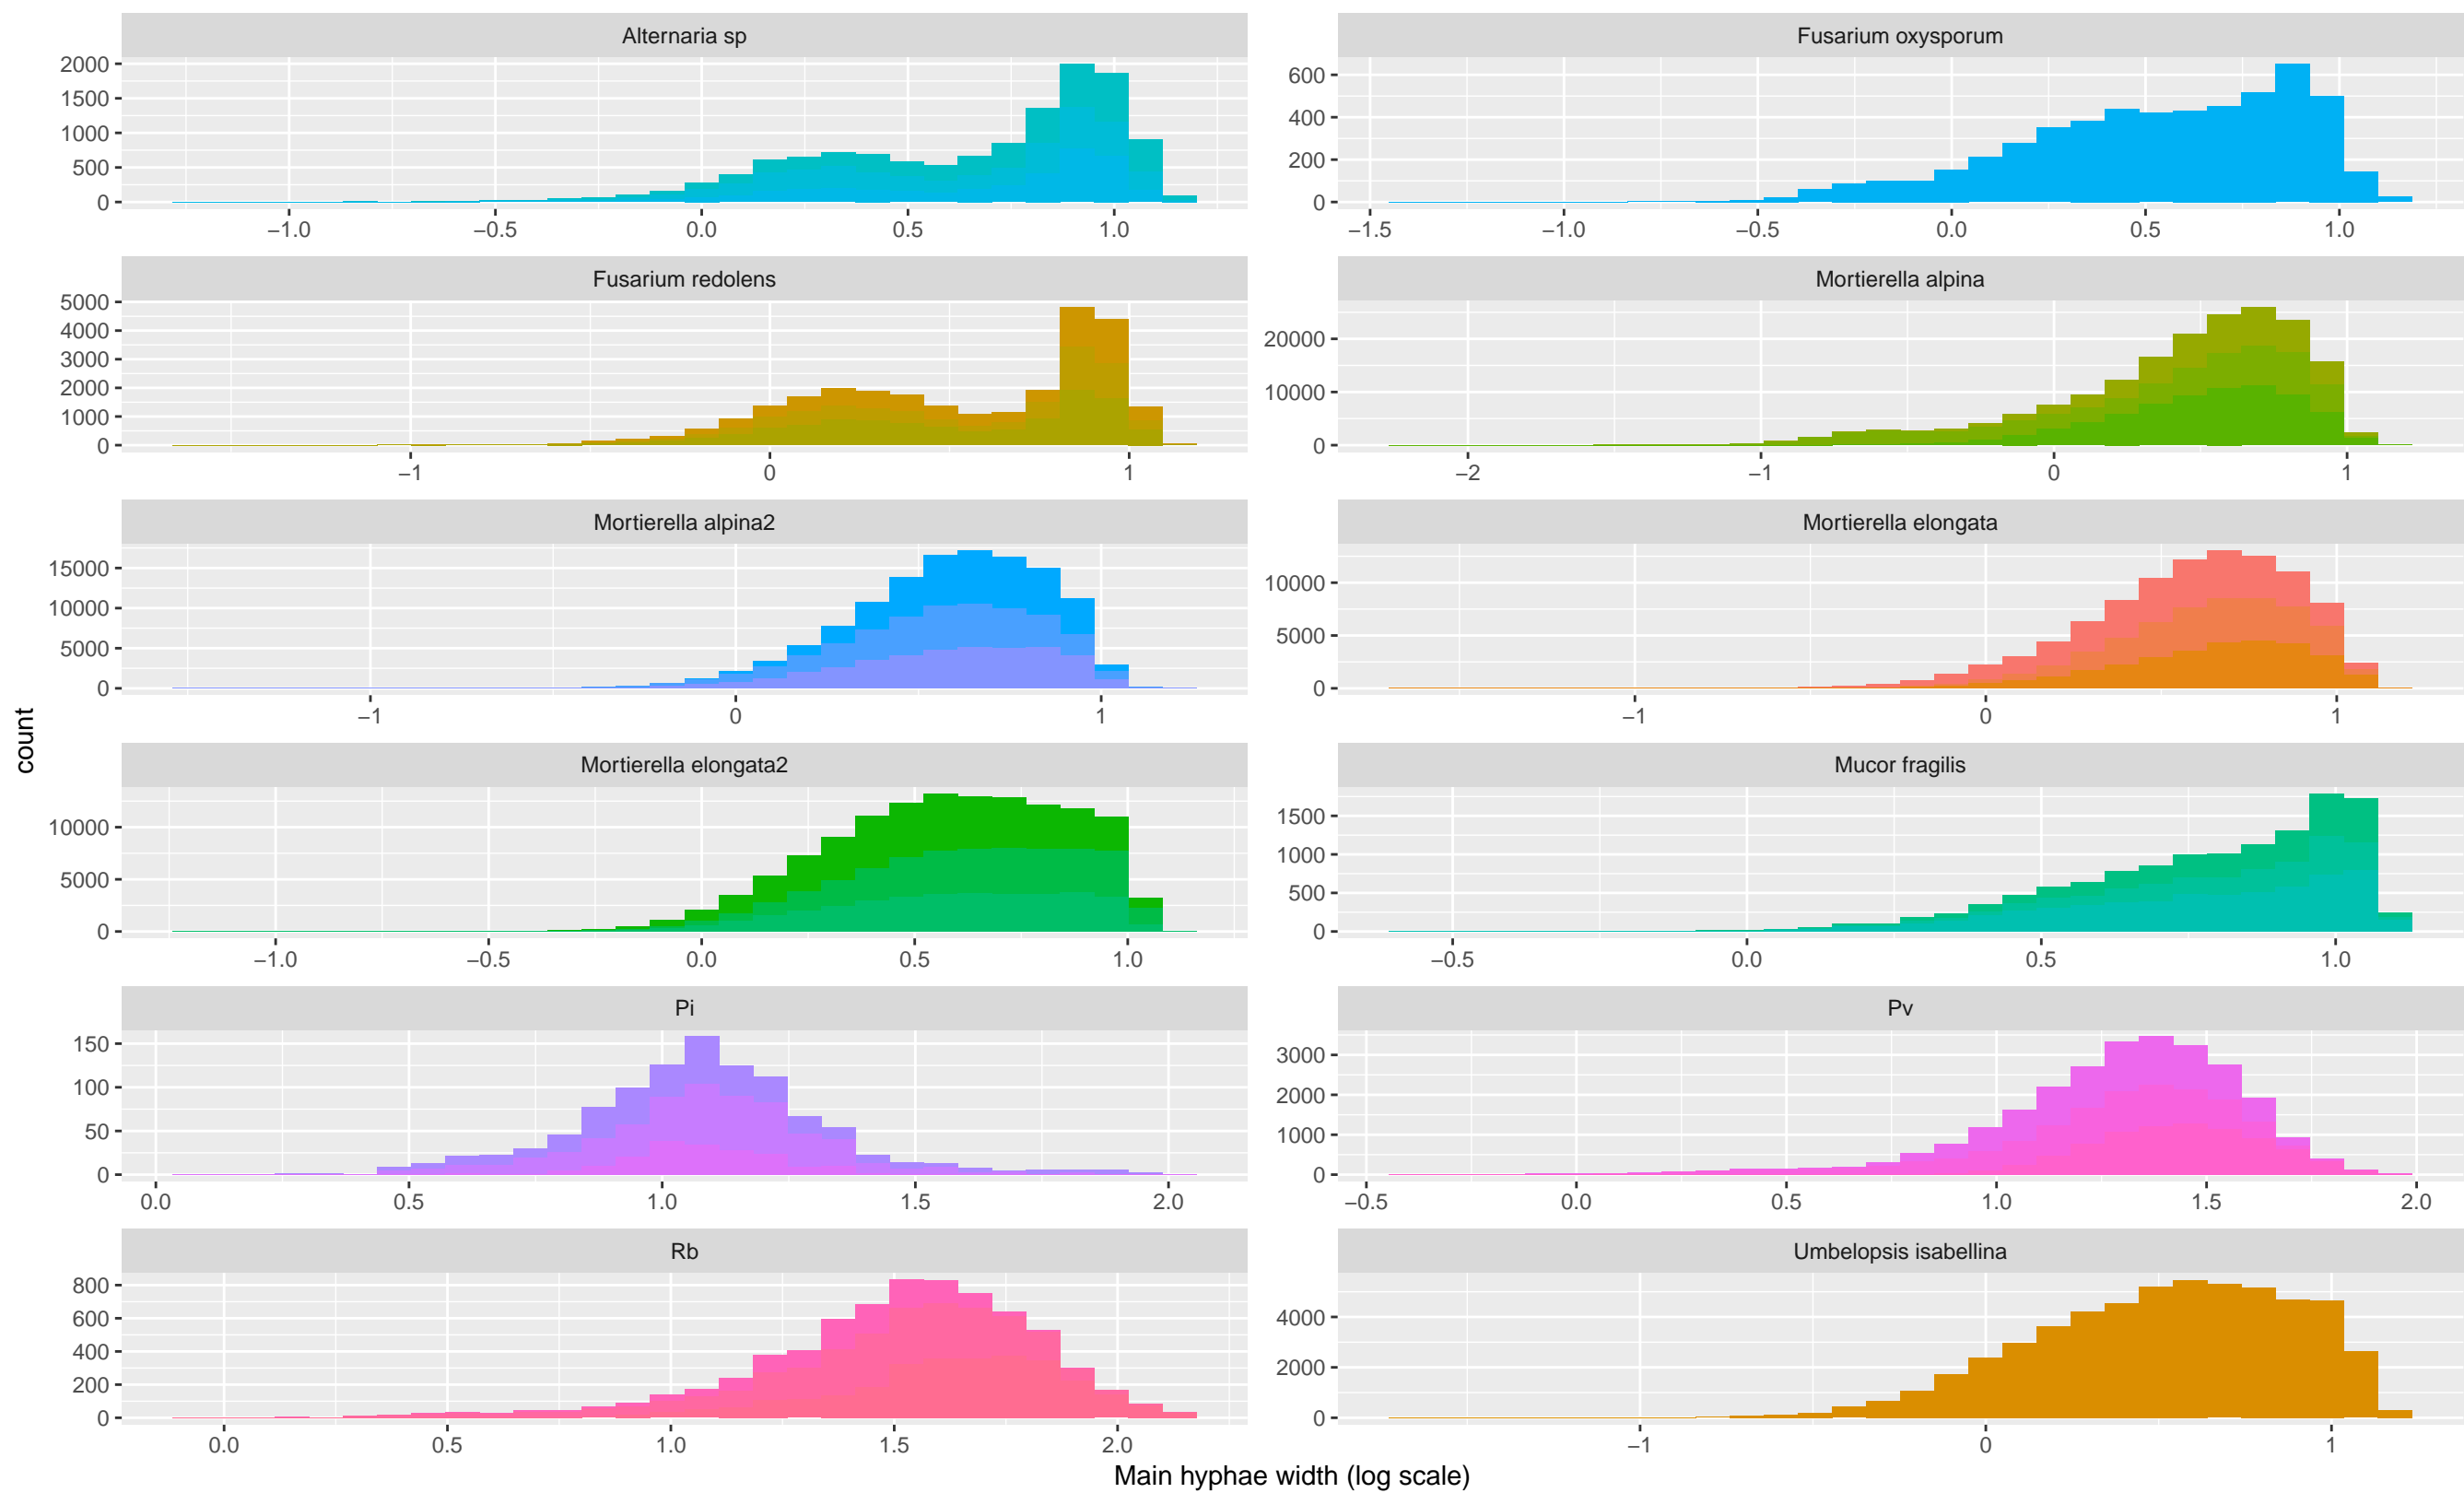 Alternaria sp
2000
1500
1000
500
0
−1.0 −0.5 0.0 0.5 1.0
Fusarium oxysporum
600
400
200
0
−1.5 −1.0 −0.5 0.0 0.5 1.0
Fusarium redolens
5000
4000
3000
2000
1000
0
−1 0 1
Mortierella alpina
20000
10000
0
−2 −1 0 1
Mortierella alpina2
15000
10000
5000
0
−1 0 1
Mortierella elongata
10000
5000
0
−1 0 1
Mortierella elongata2
10000
5000
0
−1.0 −0.5 0.0 0.5 1.0
Mucor fragilis
1500
1000
500
0
−0.5 0.0 0.5 1.0
Pi
150
100
50
0
0.0 0.5 1.0 1.5 2.0
Pv
3000
2000
1000
0
−0.5 0.0 0.5 1.0 1.5 2.0
Rb
800
600
400
200
0
0.0 0.5 1.0 1.5 2.0
Umbelopsis isabellina
4000
2000
0
−1 0 1
count
Main hyphae width (log scale)